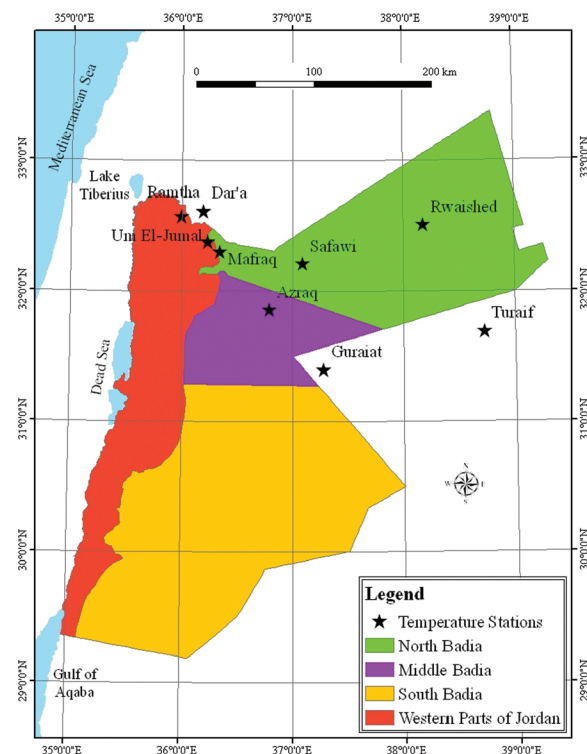 35°0'0"E 36°0'0"E 37°0'0"E 38°0'0"E 39°0'0"E
0 100 200 km
Mediterranean Sea
33°0'0"N 33°0'0"N
Lake
Tiberius
Ramtha Dar'a
Um El-Jumal
Mafraq
Safawi
Rwaished
32°0'0"N 32°0'0"N
Azraq
Turaif
Guraiat
Dead Sea
31°0'0"N 31°0'0"N
N
W E
S
30°0'0"N 30°0'0"N
Legend
Temperature Stations
North Badia
Middle Badia
South Badia
Western Parts of Jordan
Gulf of
Aqaba
29°0'0"N 29°0'0"N
35°0'0"E 36°0'0"E 37°0'0"E 38°0'0"E 39°0'0"E